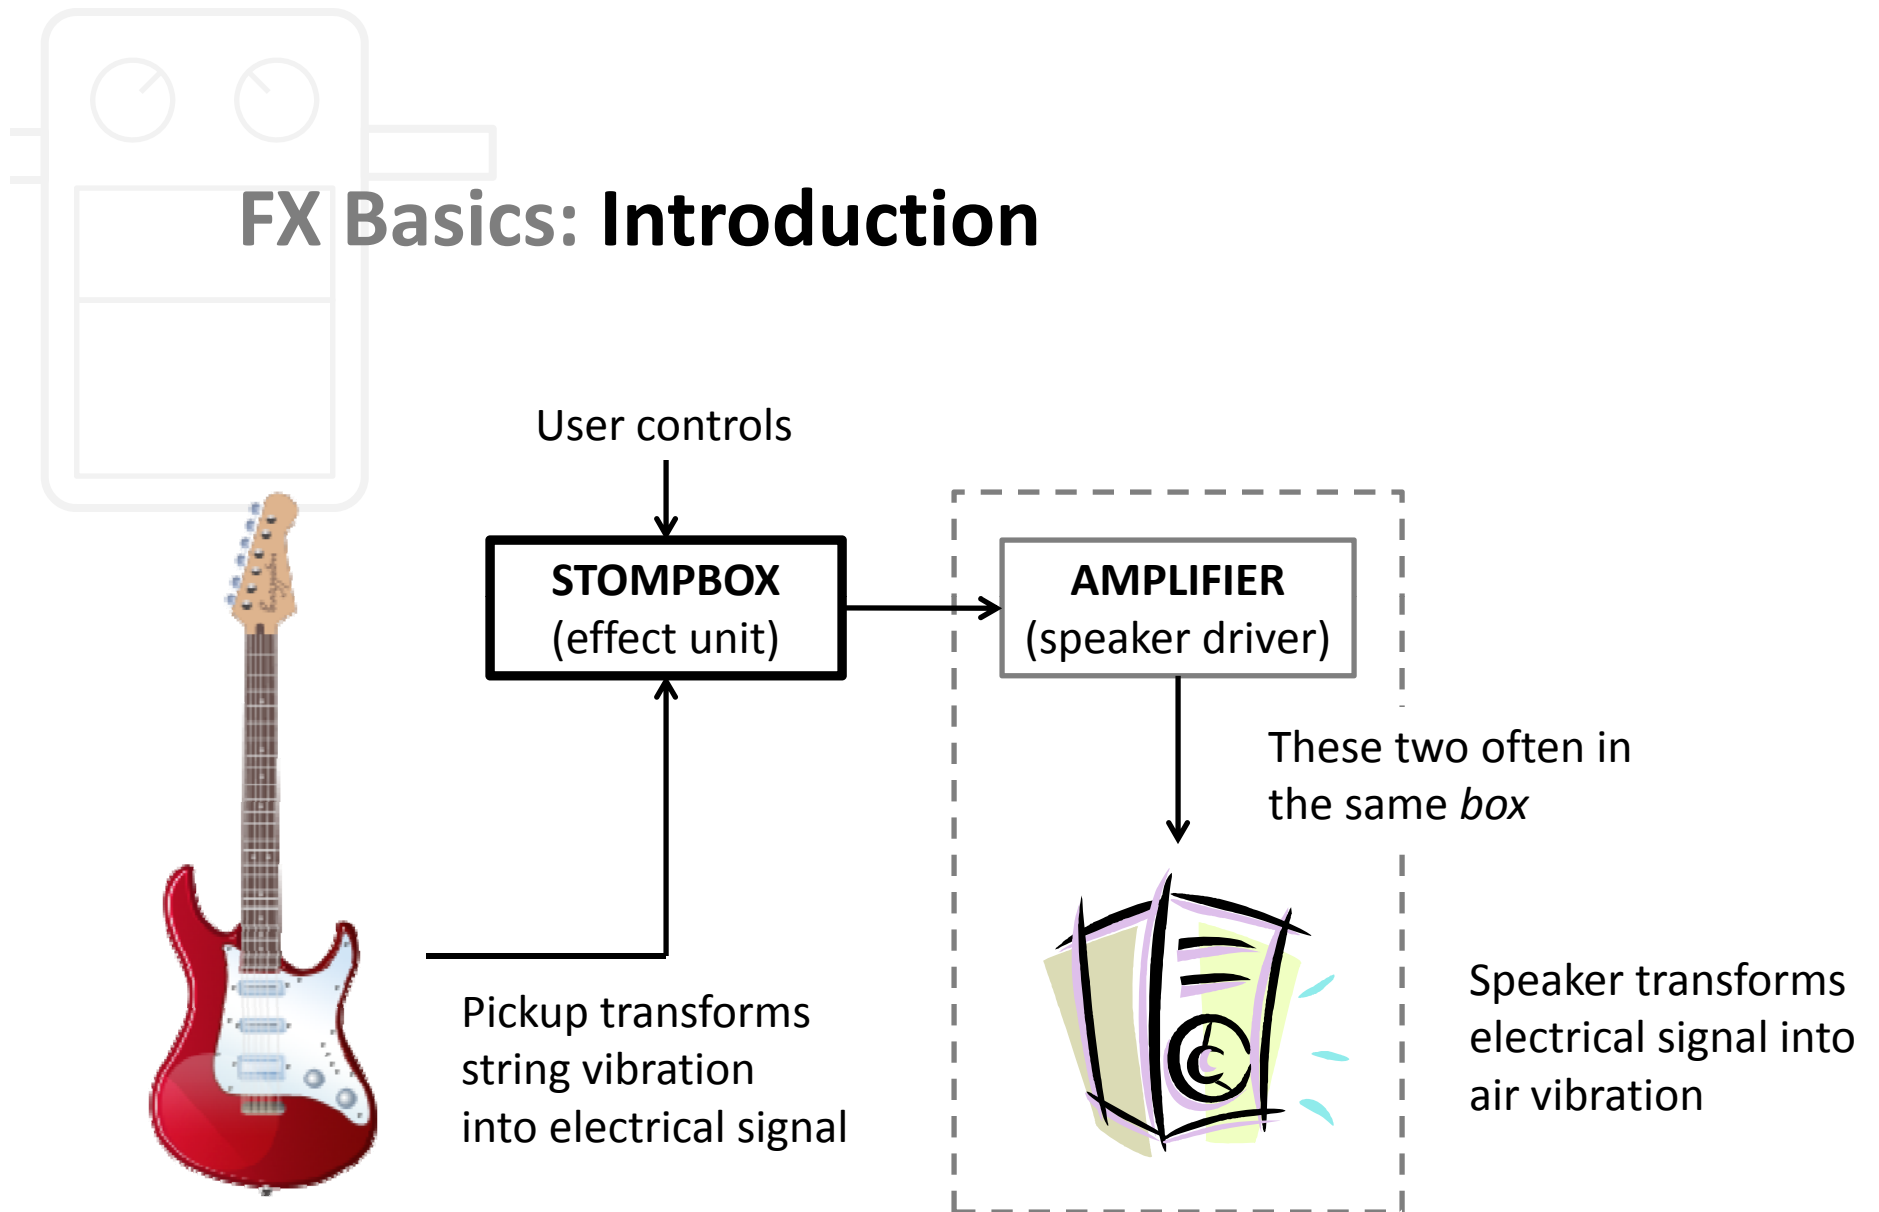 FX Basics: Introduction
User controls
STOMPBOX
(effect unit)
AMPLIFIER
(speaker driver)
These two often in
the same box
Pickup transforms
string vibration
into electrical signal
Speaker transforms
electrical signal into
air vibration